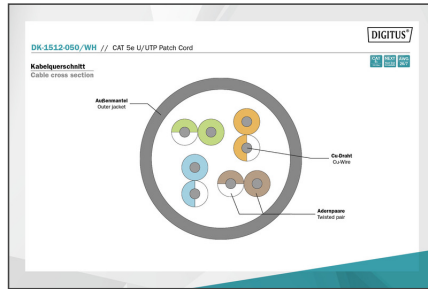 DIGITUS®
DK-1512-050/WH // CAT 5e U/UTP Patch Cord
Kabelquerschnitt
Cable cross section
Außenmantel
Outer jacket
Cu-Draht
Cu-Wire
Adernpaare
Twisted pair